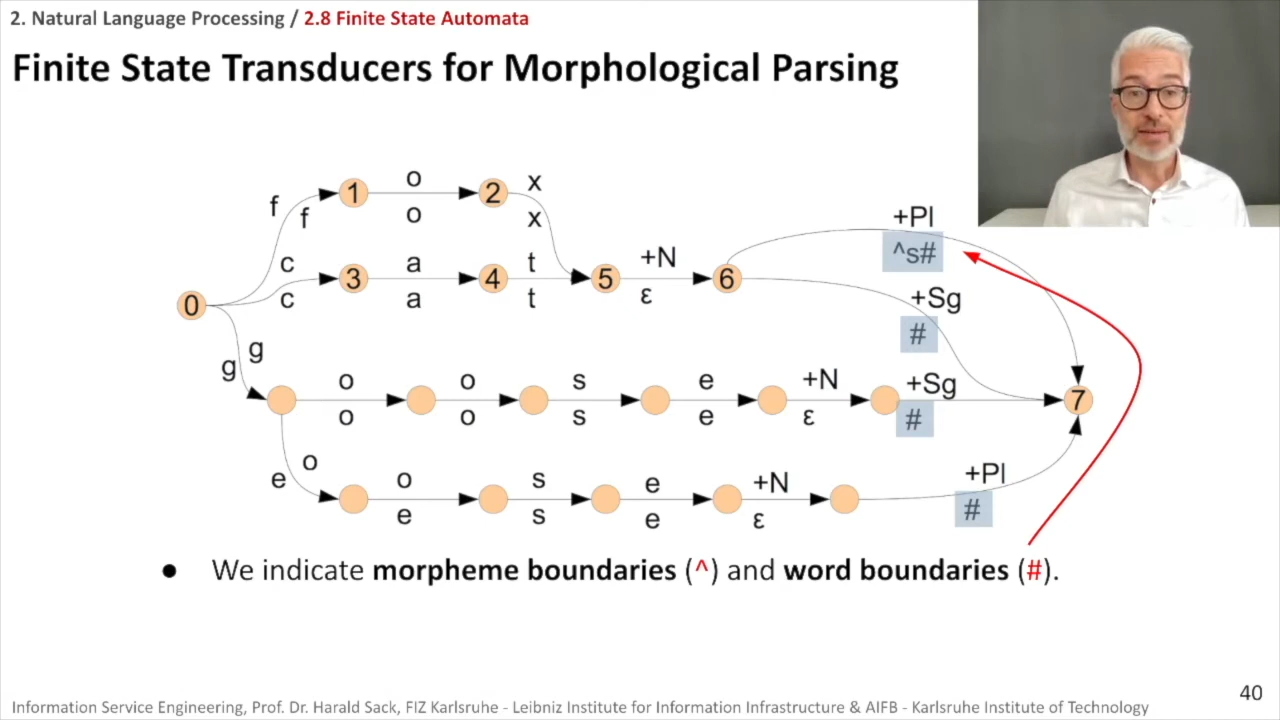 2. Natural Language Processing / 2.8 Finite State Automata
Finite State Transducers for Morphological Parsing
f f
1
o
o
2
x
x
c
c
3
a
a
4
t
t
5
+N
ε
6
+Pl
^s#
+Sg
#
0
g g
o
o
o
o
s
s
e
e
+N
ε
+Sg
#
7
e o
o
e
s
s
e
e
+N
ε
+Pl
#
● We indicate morpheme boundaries (^) and word boundaries (#).
40
Information Service Engineering, Prof. Dr. Harald Sack, FIZ Karlsruhe - Leibniz Institute for Information Infrastructure & AIFB - Karlsruhe Institute of Technology